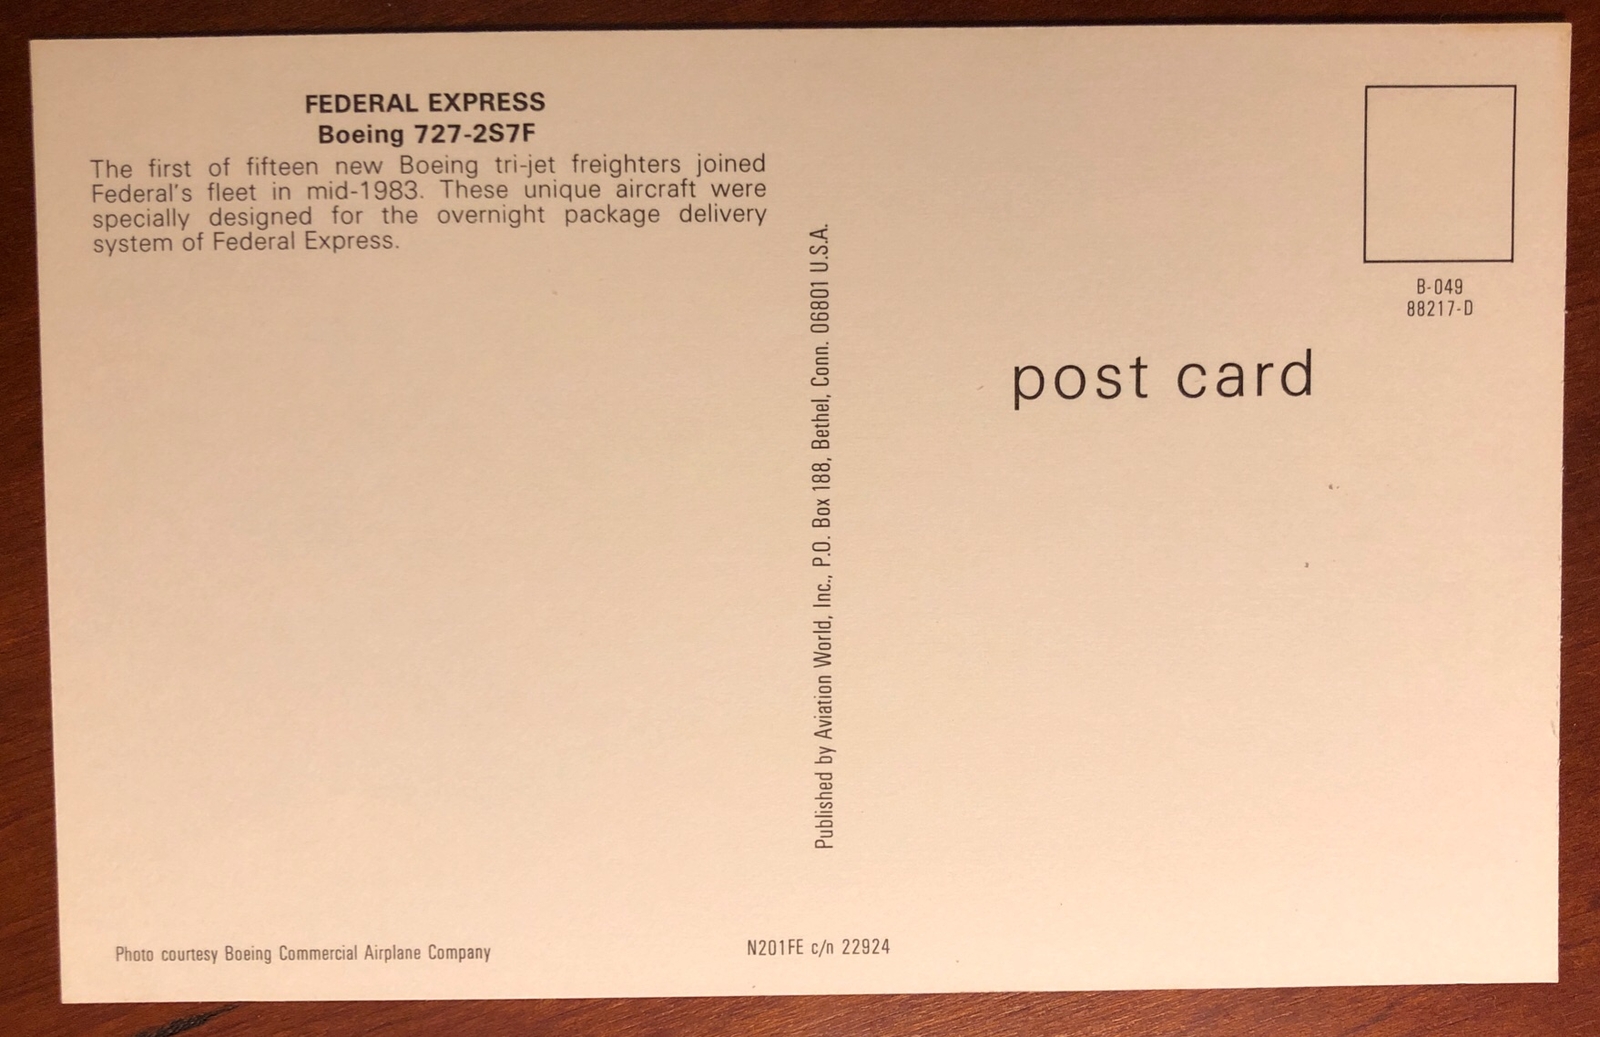 FEDERAL EXPRESS
Boeing 727-2S7F
The first of fifteen new Boeing tri-jet freighters joined
Federal's fleet in mid-1983. These unique aircraft were
specially designed for the overnight package delivery
system of Federal Express.
Published by Aviation World, Inc., P.O. Box 188, Bethel, Conn. 06801 U.S.A.
B-049
88217-D
post card
Photo courtesy Boeing Commercial Airplane Company
N201FE c/n 22924